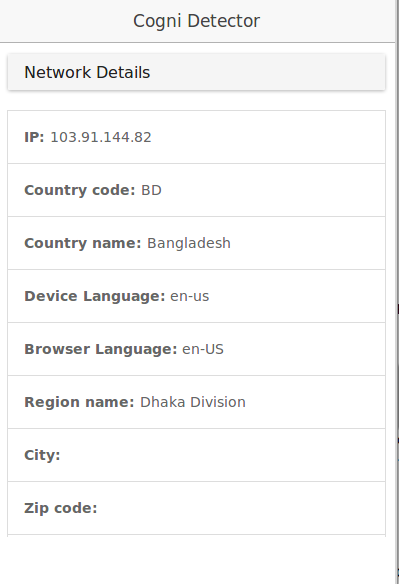 Cogni Detector
Network Details
IP: 103.91.144.82
Country code: BD
Country name: Bangladesh
Device Language: en-us
Browser Language: en-US
Region name: Dhaka Division
City:
Zip code: